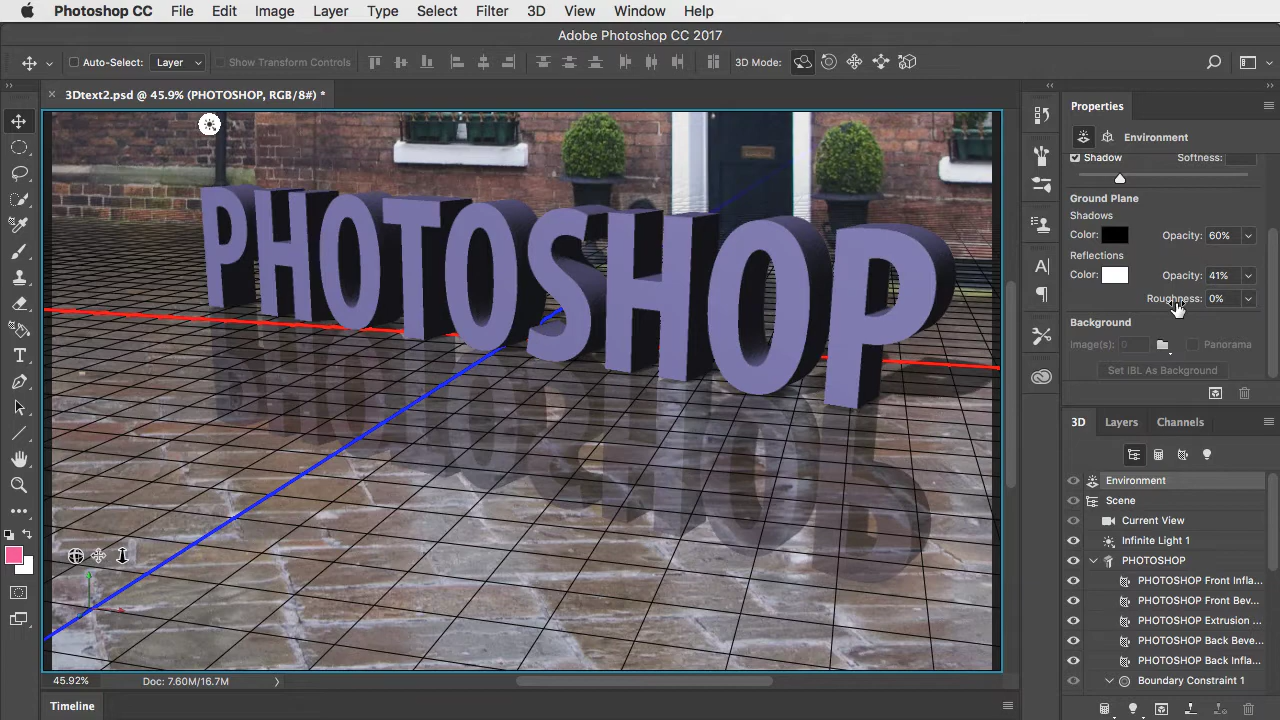 Photoshop CC File Edit Image Layer Type Select Filter 3D View Window Help
Adobe Photoshop CC 2017
Auto-Select: Layer Show Transform Controls 3D Mode:
3Dtext2.psd @ 45.9% (PHOTOSHOP, RGB/8#) *
PHOTOSHOP
45.92% Doc: 7.60M/16.7M
Timeline
Properties
Environment
Shadow Softness:
Ground Plane
Shadows
Color: Opacity: 60%
Reflections
Color: Opacity: 41%
Roughness: 0%
Background
Image(s): 0 Panorama
Set IBL As Background
3D Layers Channels
Environment
Scene
Current View
Infinite Light 1
PHOTOSHOP
PHOTOSHOP Front Infla...
PHOTOSHOP Front Bev...
PHOTOSHOP Extrusion ...
PHOTOSHOP Back Beve...
PHOTOSHOP Back Infla...
Boundary Constraint 1